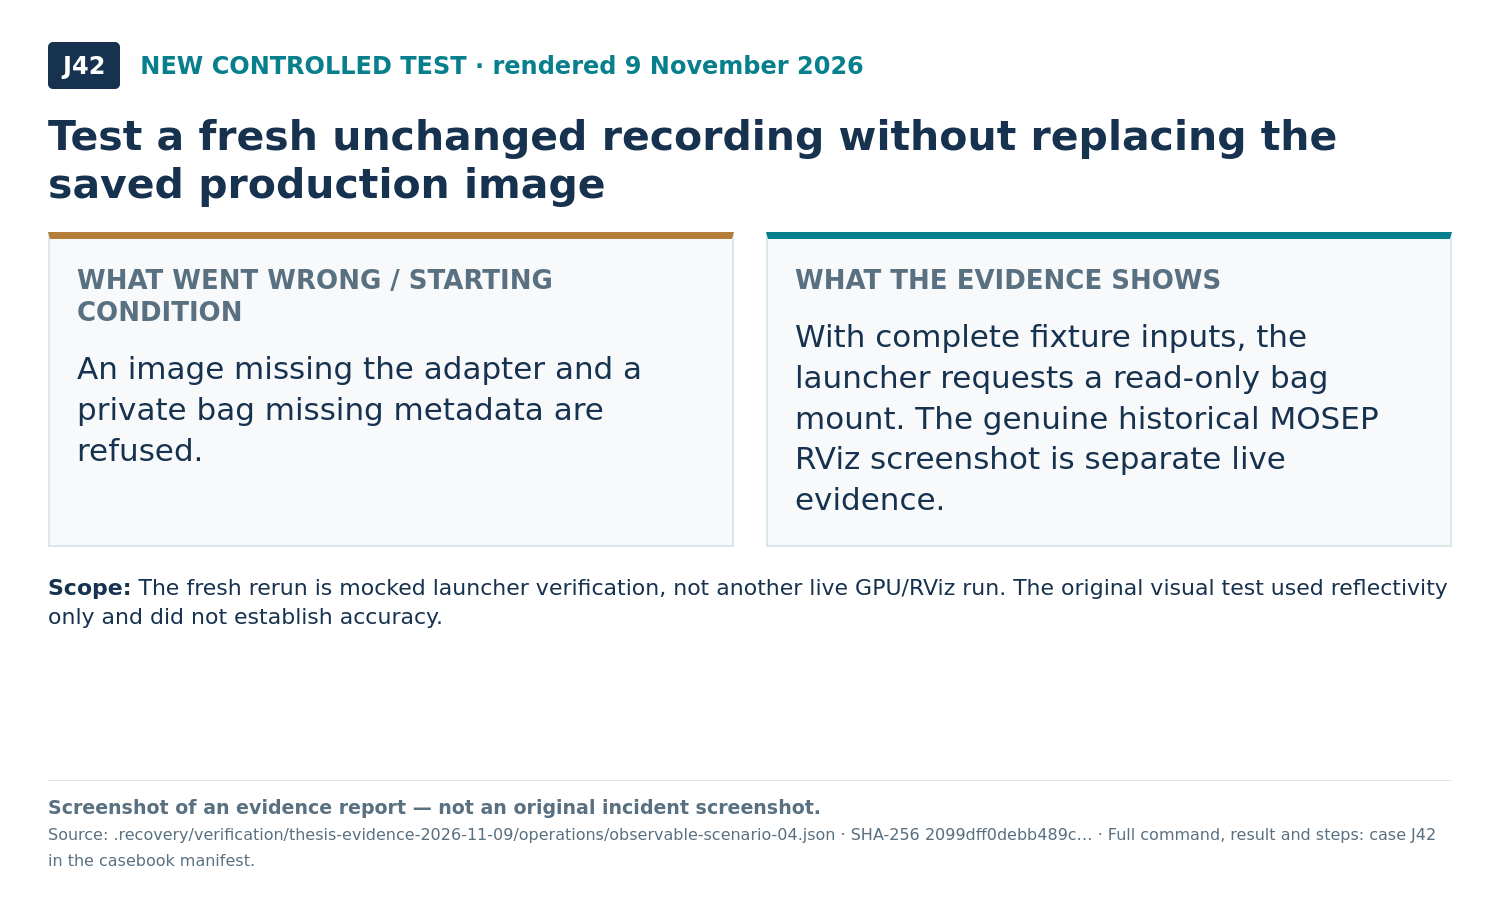 J42
NEW CONTROLLED TEST · rendered 9 November 2026
Test a fresh unchanged recording without replacing the
saved production image
WHAT WENT WRONG / STARTING
CONDITION
An image missing the adapter and a
private bag missing metadata are
refused.
WHAT THE EVIDENCE SHOWS
With complete fixture inputs, the
launcher requests a read-only bag
mount. The genuine historical MOSEP
RViz screenshot is separate live
evidence.
Scope: The fresh rerun is mocked launcher verification, not another live GPU/RViz run. The original visual test used reflectivity
only and did not establish accuracy.
Screenshot of an evidence report — not an original incident screenshot.
Source: .recovery/verification/thesis-evidence-2026-11-09/operations/observable-scenario-04.json · SHA-256 2099dff0debb489c… · Full command, result and steps: case J42
in the casebook manifest.